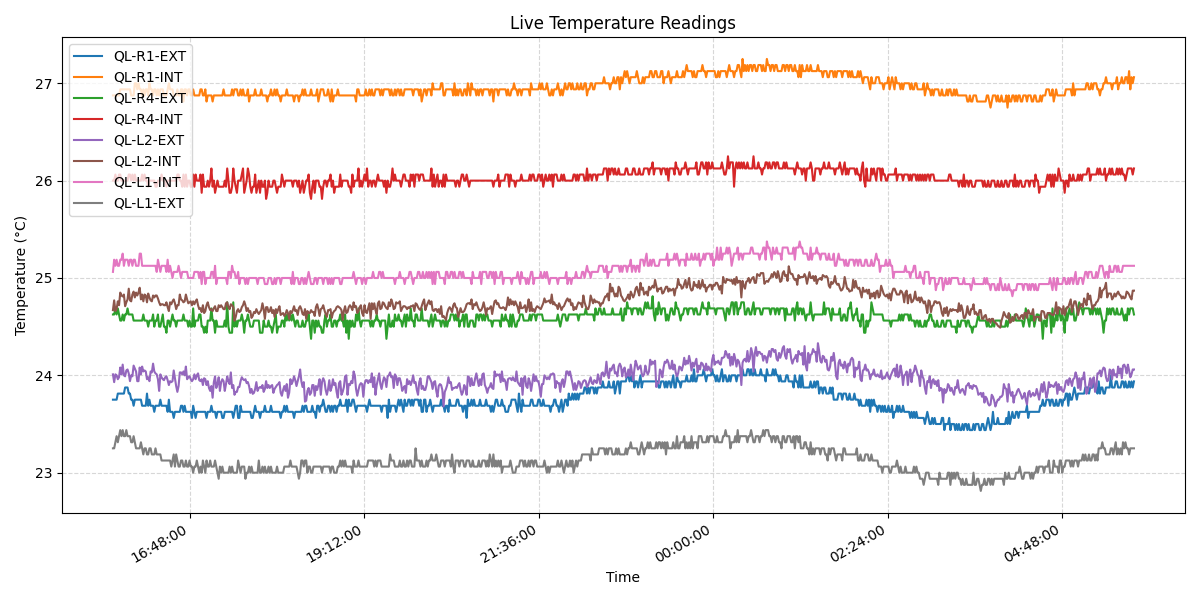 Live Temperature Readings
QL-R1-EXT
QL-R1-INT
QL-R4-EXT
QL-R4-INT
QL-L2-EXT
QL-L2-INT
QL-L1-INT
QL-L1-EXT
27
26
25
24
23
Temperature (°C)
16:48:00
19:12:00
21:36:00
00:00:00
02:24:00
04:48:00
Time